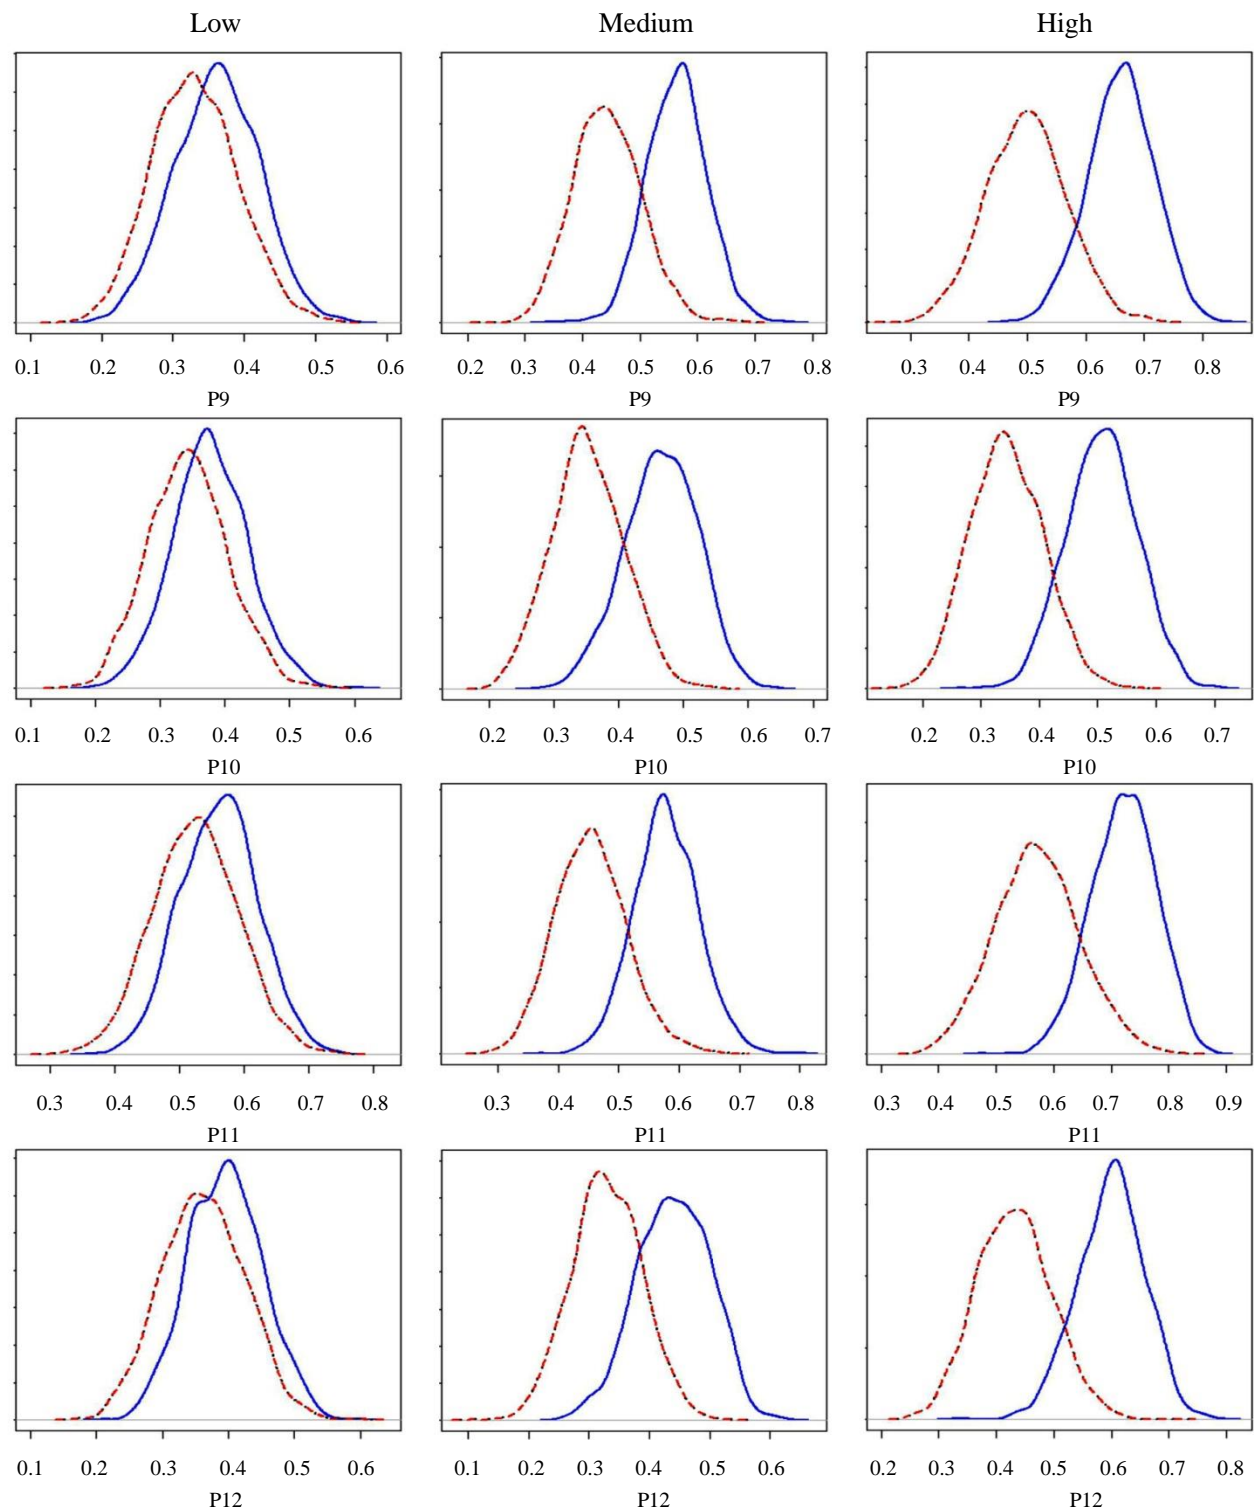 Low Medium High
0.1 0.2 0.3 0.4 0.5 0.6 0.2 0.3 0.4 0.5 0.6 0.7 0.8 0.3 0.4 0.5 0.6 0.7 0.8
P9 P9 P9
0.1 0.2 0.3 0.4 0.5 0.6 0.2 0.3 0.4 0.5 0.6 0.7 0.2 0.3 0.4 0.5 0.6 0.7
P10 P10 P10
0.3 0.4 0.5 0.6 0.7 0.8 0.3 0.4 0.5 0.6 0.7 0.8 0.3 0.4 0.5 0.6 0.7 0.8 0.9
P11 P11 P11
0.1 0.2 0.3 0.4 0.5 0.6 0.1 0.2 0.3 0.4 0.5 0.6 0.2 0.3 0.4 0.5 0.6 0.7 0.8
P12 P12 P12